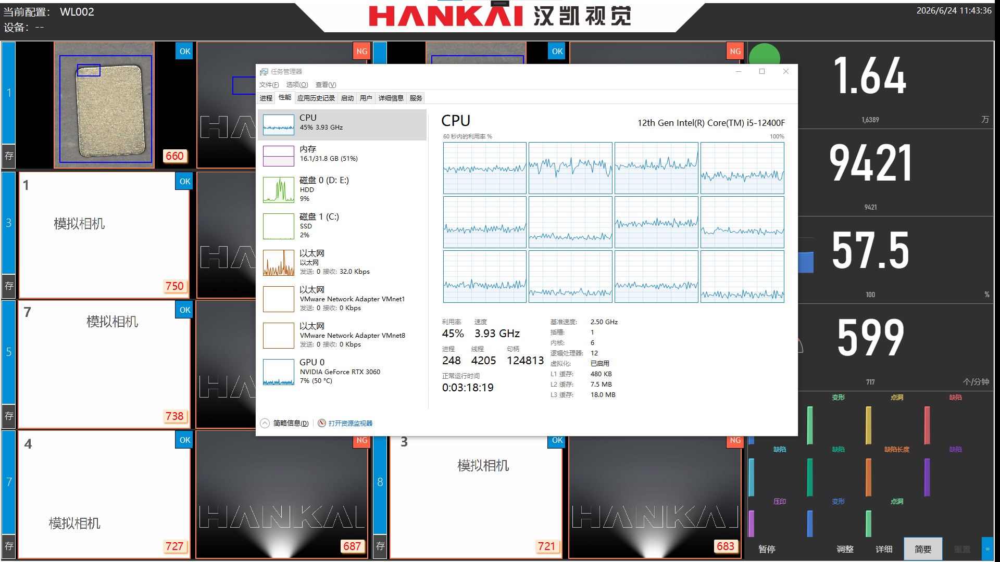 当前配置： WL002
设备：--
HANKAI 汉凯视觉
2026/6/24 11:43:36
1
OK
NG
OK
NG
存
660
任务管理器
文件(F) 选项(O) 查看(V)
进程 性能 应用历史记录 启动 用户 详细信息 服务
CPU
45% 3.93 GHz
内存
16.1/31.8 GB (51%)
磁盘 0 (D: E:)
HDD
9%
磁盘 1 (C:)
SSD
2%
以太网
以太网
发送: 0 接收: 32.0 Kbps
以太网
VMware Network Adapter VMnet1
发送: 0 接收: 0 Kbps
以太网
VMware Network Adapter VMnet8
发送: 0 接收: 0 Kbps
GPU 0
NVIDIA GeForce RTX 3060
7% (50 °C)
CPU
12th Gen Intel(R) Core(TM) i5-12400F
60 秒内的利用率 %
100%
利用率 速度
45% 3.93 GHz
进程 线程 句柄
248 4205 124813
正常运行时间
0:03:18:19
基准速度: 2.50 GHz
插槽: 1
内核: 6
逻辑处理器: 12
虚拟化: 已启用
L1 缓存: 480 KB
L2 缓存: 7.5 MB
L3 缓存: 18.0 MB
简略信息(D)
打开资源监视器
3
1
OK
模拟相机
存
750
5
7
OK
模拟相机
存
738
7
4
OK
模拟相机
存
727
NG
HANKAI
687
8
3
OK
模拟相机
存
721
NG
HANKAI
683
1.64
1,6389
万
9421
9421
57.5
100
%
599
717
个/分钟
变形 点洞 缺陷
缺陷 缺陷 缺陷长度 缺陷
压印 变形 点洞
暂停 调整 详细 简要 重置 =